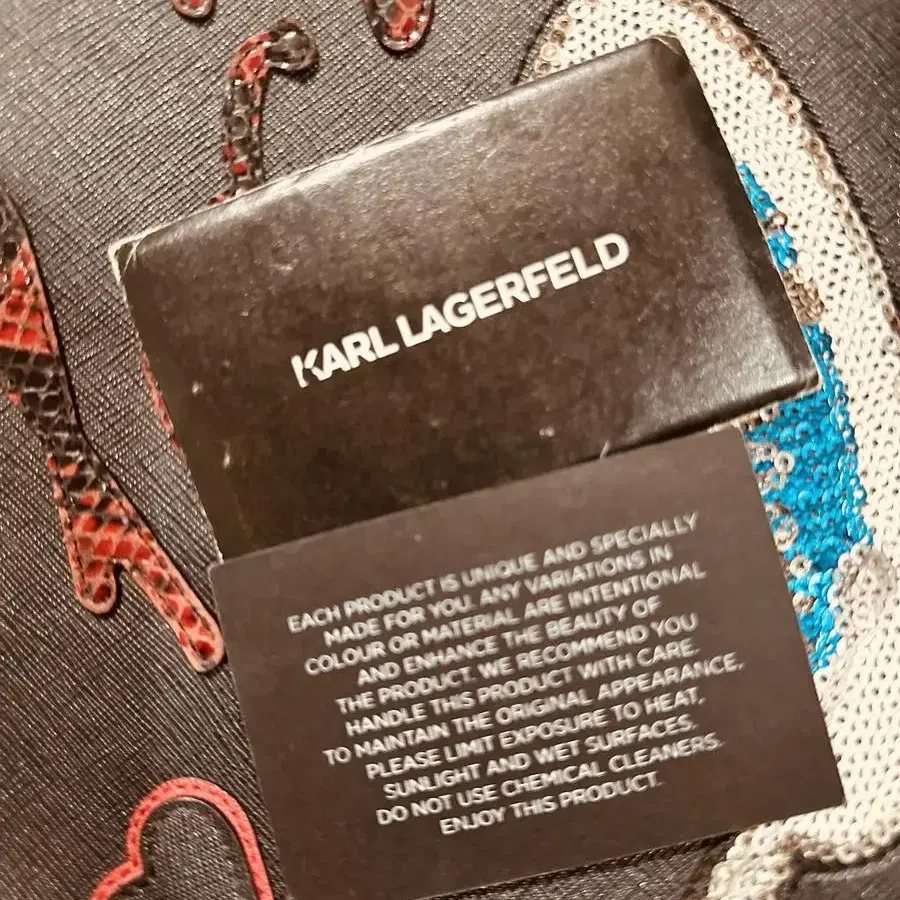 KARL LAGERFELD
EACH PRODUCT IS UNIQUE AND SPECIALLY
MADE FOR YOU. ANY VARIATIONS IN
COLOUR OR MATERIAL ARE INTENTIONAL
AND ENHANCE THE BEAUTY OF
THE PRODUCT. WE RECOMMEND YOU
HANDLE THIS PRODUCT WITH CARE.
TO MAINTAIN THE ORIGINAL APPEARANCE,
PLEASE LIMIT EXPOSURE TO HEAT,
SUNLIGHT AND WET SURFACES.
DO NOT USE CHEMICAL CLEANERS.
ENJOY THIS PRODUCT.